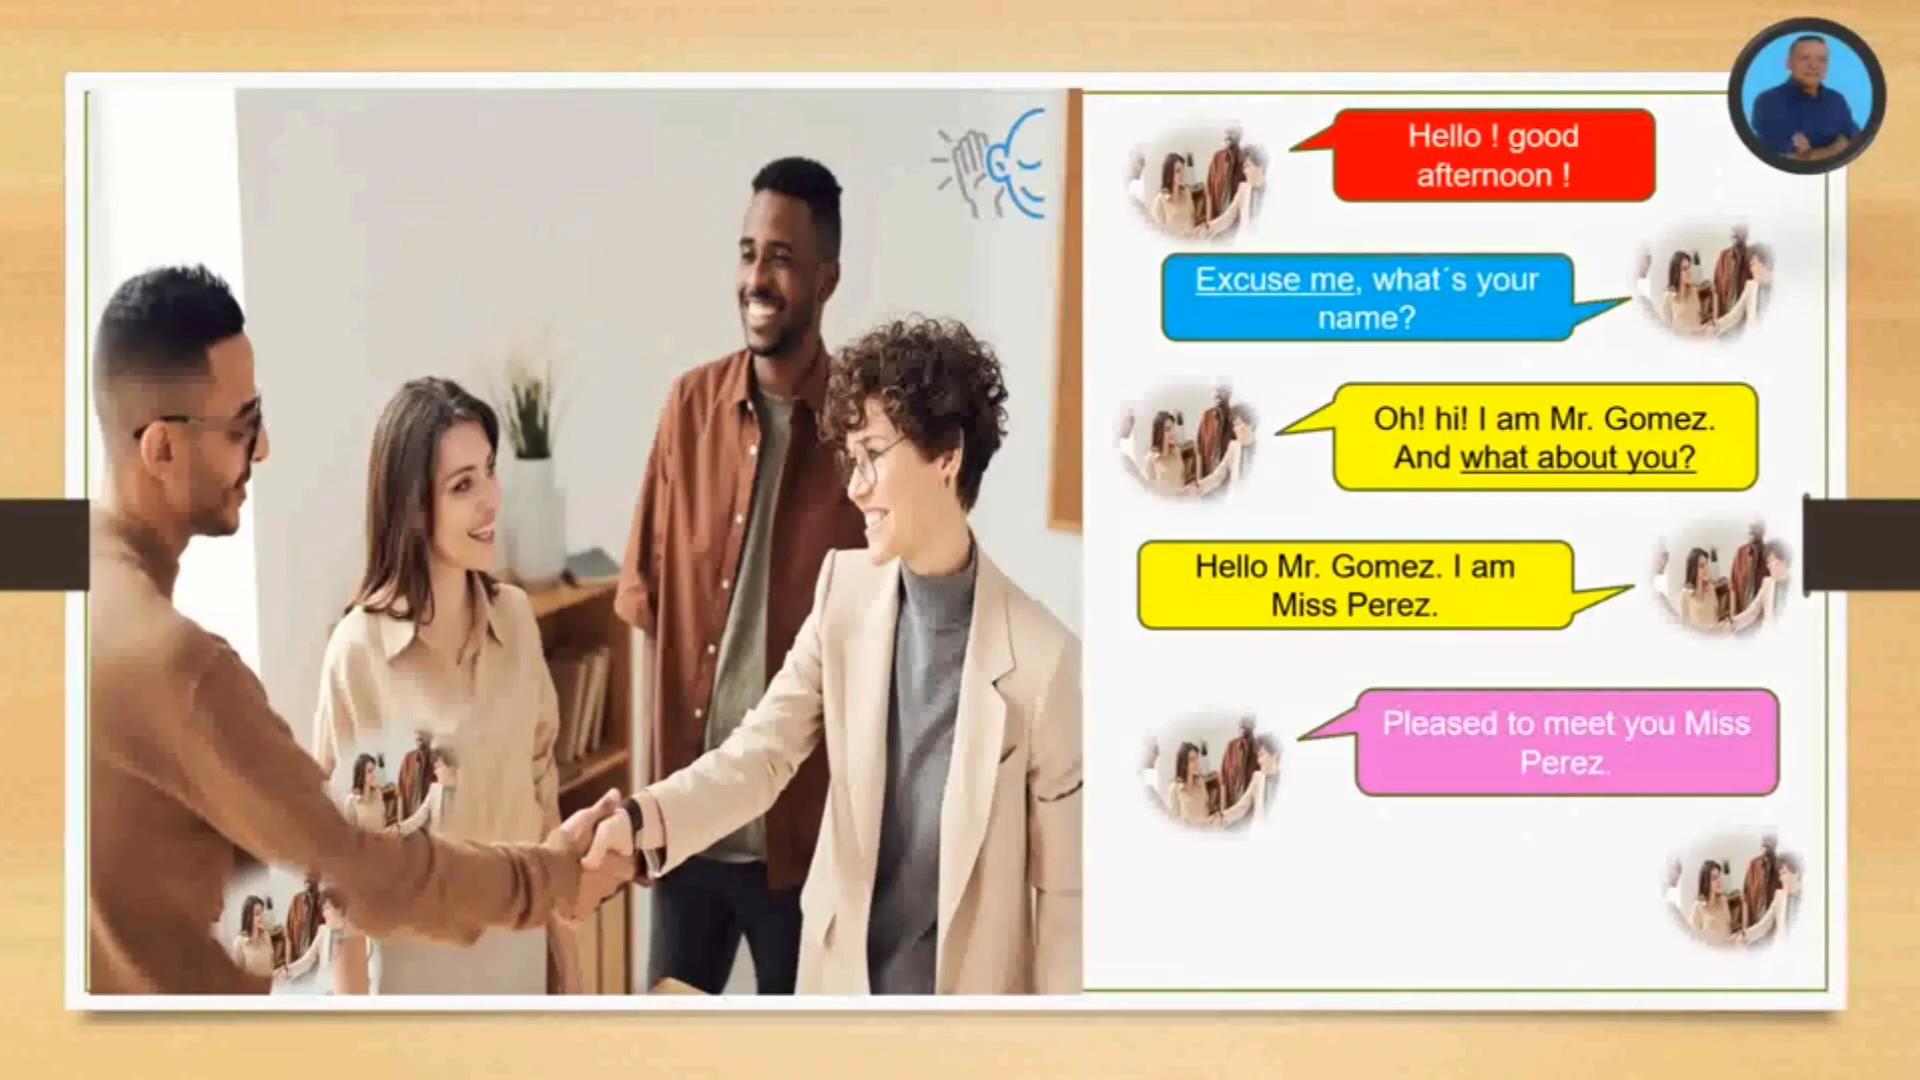 Hello ! good
afternoon !
Excuse me, what´s your
name?
Oh! hi! I am Mr. Gomez.
And what about you?
Hello Mr. Gomez. I am
Miss Perez.
Pleased to meet you Miss
Perez.